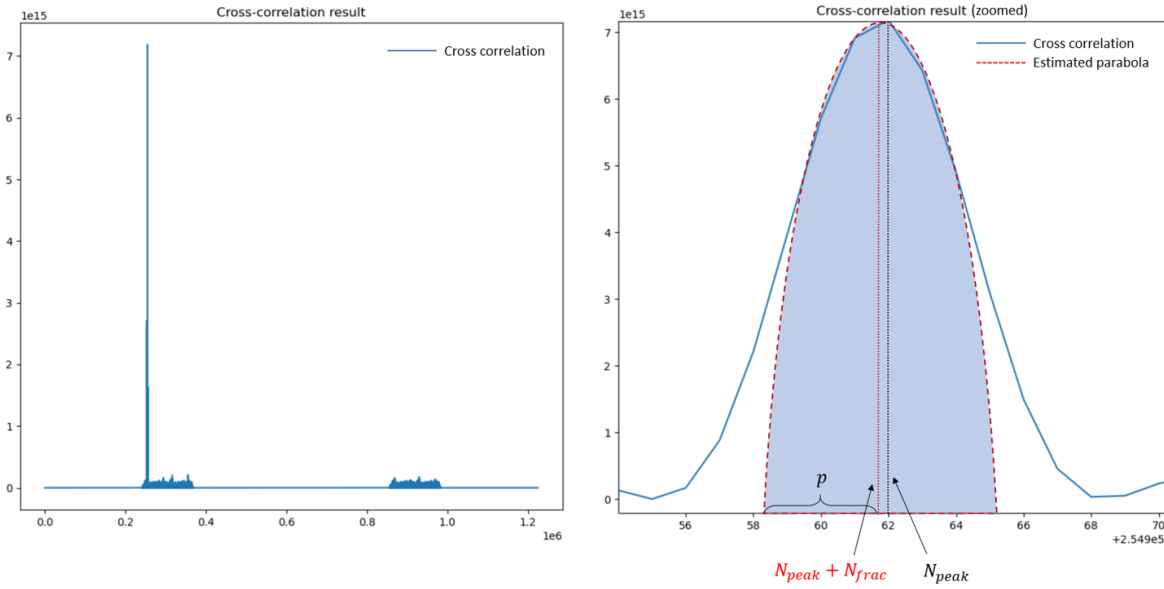 Cross-correlation result
1e15
Cross correlation
7
6
5
4
3
2
1
0
0.0 0.2 0.4 0.6 0.8 1.0 1.2
1e6
Cross-correlation result (zoomed)
1e15
Cross correlation
Estimated parabola
7
6
5
4
3
2
1
0
p
56 58 60 62 64 66 68 70
+2.549e5
N_peak + N_frac
N_peak